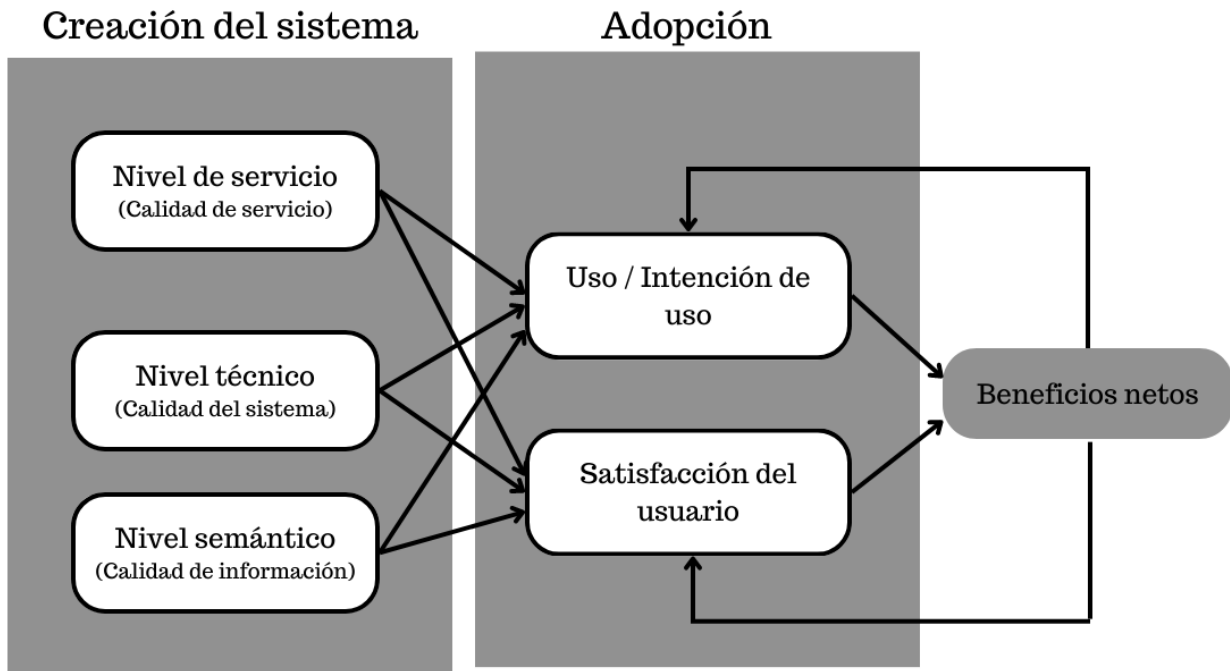 Creación del sistema
Nivel de servicio
(Calidad de servicio)
Nivel técnico
(Calidad del sistema)
Nivel semántico
(Calidad de información)
Adopción
Uso / Intención de
uso
Satisfacción del
usuario
Beneficios netos